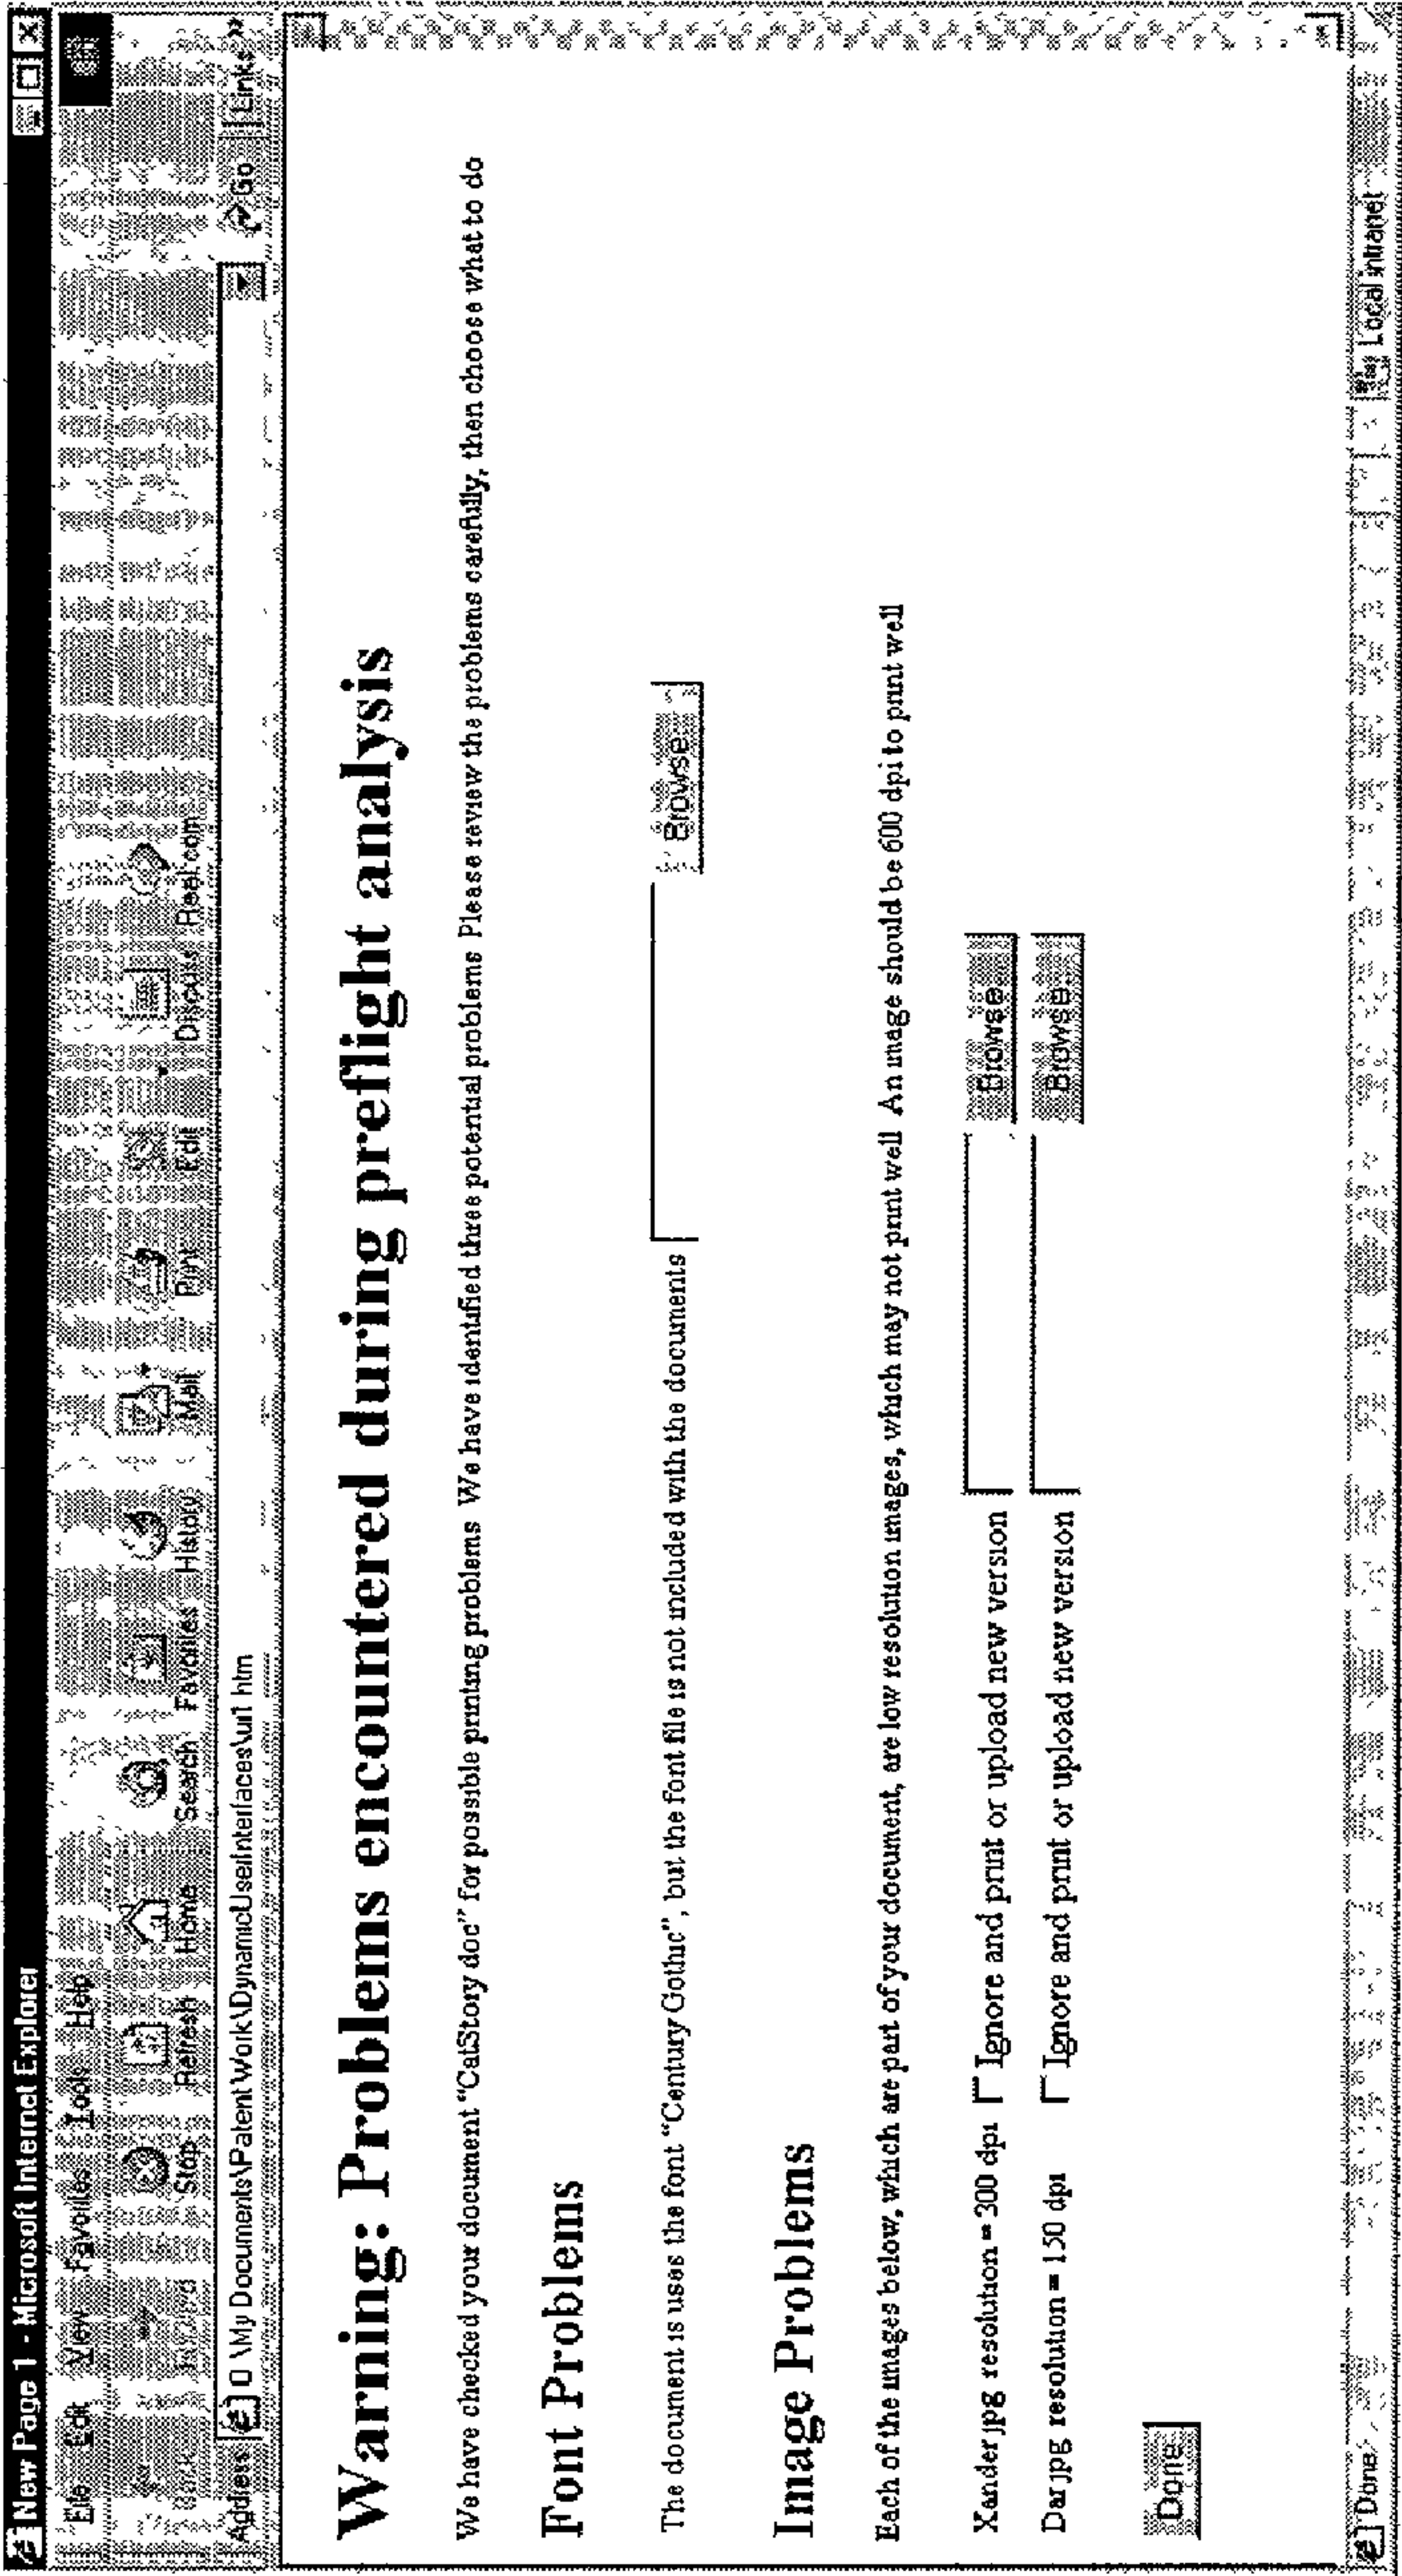 New Page 1 - Microsoft Internet Explorer
File Edit View Favorites Tools Help
Stop Refresh Home Search Favorites History Mail Print Edit Discuss Real.com
Address D \My Documents\Patent Work\DynamicUserInterfaces\url htm Go Links »
Warning: Problems encountered during preflight analysis
We have checked your document “CatStory doc” for possible printing problems We have identified three potential problems Please review the problems carefully, then choose what to do
Font Problems
The document is uses the font “Century Gothic”, but the font file is not included with the documents Browse...
Image Problems
Each of the images below, which are part of your document, are low resolution images, which may not print well An image should be 600 dpi to print well
Xander jpg resolution = 300 dpi Ignore and print or upload new version Browse...
Dar jpg resolution = 150 dpi Ignore and print or upload new version Browse...
Done
Done Local intranet